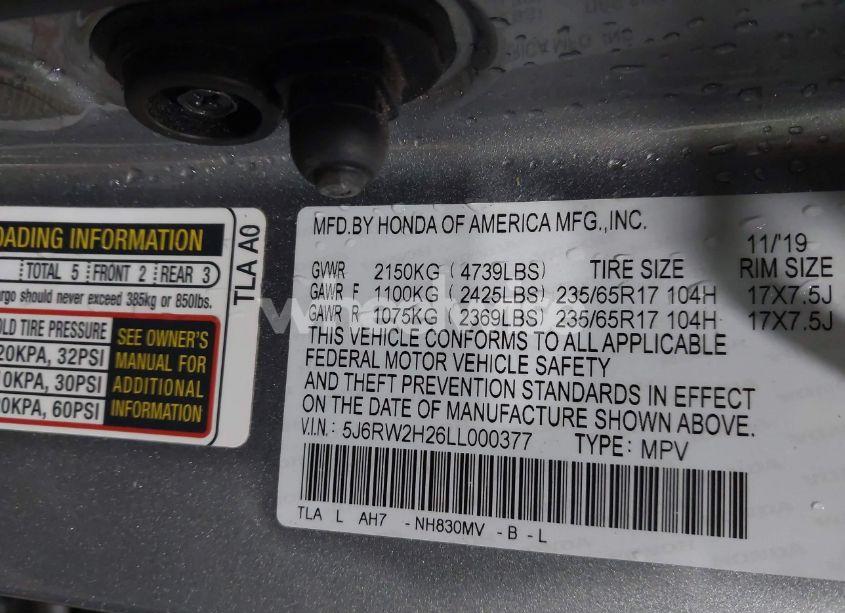 OADING INFORMATION
TOTAL 5 FRONT 2 REAR 3
rgo should never exceed 385kg or 850lbs.
OLD TIRE PRESSURE
20KPA, 32PSI
10KPA, 30PSI
20KPA, 60PSI
SEE OWNER'S
MANUAL FOR
ADDITIONAL
INFORMATION
TLA A0
MFD.BY HONDA OF AMERICA MFG.,INC.
11/'19
GVWR 2150KG (4739LBS) TIRE SIZE RIM SIZE
GAWR F 1100KG (2425LBS) 235/65R17 104H 17X7.5J
GAWR R 1075KG (2369LBS) 235/65R17 104H 17X7.5J
THIS VEHICLE CONFORMS TO ALL APPLICABLE
FEDERAL MOTOR VEHICLE SAFETY
AND THEFT PREVENTION STANDARDS IN EFFECT
ON THE DATE OF MANUFACTURE SHOWN ABOVE.
V.I.N.: 5J6RW2H26LL000377 TYPE: MPV
TLA L AH7 -NH830MV -B -L